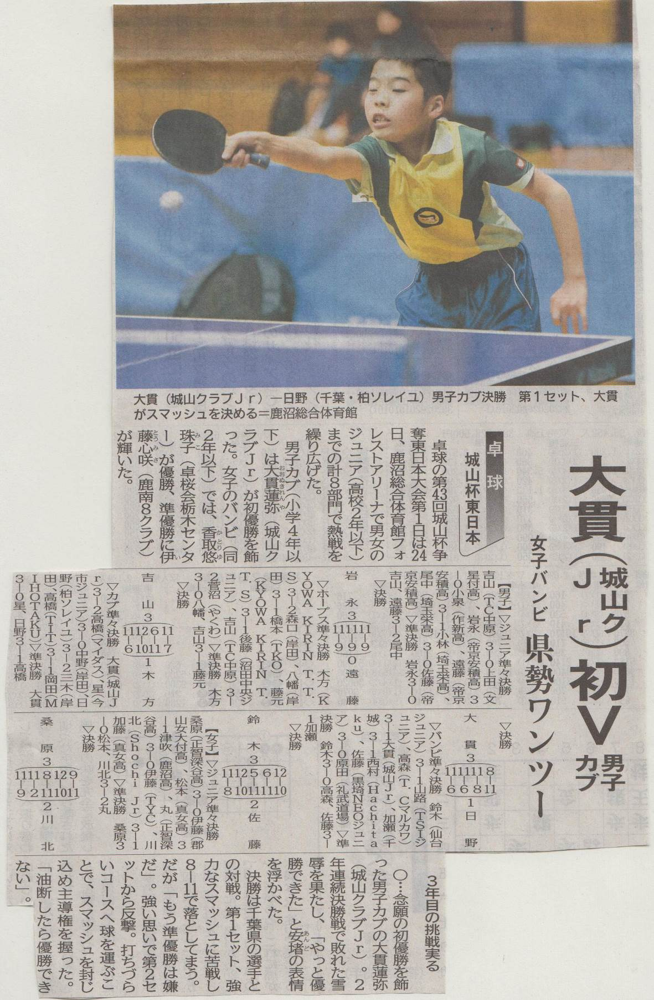 大貫(城山クラブJr)―日野(千葉・柏ソレイユ)男子カブ決勝　第1セット、大貫
がスマッシュを決める=鹿沼総合体育館
大貫(城山クJr)初V 男子カブ
女子バンビ 県勢ワンツー
卓球
城山杯東日本
卓球の第43回城山杯争
奪東日本大会第1日は24
日、鹿沼総合体育館フォ
レストアリーナで男女の
ジュニア(高校2年以下)
までの計8部門で熱戦を
繰り広げた。
男子カブ(小学4年以
下)は大貫蓮弥(城山ク
ラブJr)が初優勝を飾
った。女子のバンビ(同
2年以下)では、香取悠
珠子(卓桜会栃木センタ
ー)が優勝、準優勝に伊
藤心咲(鹿南8クラブ)
が輝いた。
【男子】▽ジュニア準々決勝
吉山(TC中原)3―0上田(文
星付高)、岩永(帝京安積高)3
―0小泉(作新高)、遠藤(帝京
安積高)3―1小林(埼玉栄高)、
尾中(埼玉栄高)3―0佐藤(帝
京安積高)▽準決勝　岩永3―0
吉山、遠藤3―2尾中
▽決勝
岩永3(11―9 11―9 11―9)0遠藤
▽ホープス準々決勝　木方(K
YOWA　KIRIN　T.T.
S)3―2森口(岸田)、八幡(岸
田)3―1橋本(TKO)、藤元
(KYOWA　KIRIN　T.
T.S)3―1後藤(沼田中央ジ
ュニア)、吉山(TC中原)3―
2菅沼(やくわ)▽準決勝　木方
3―0八幡、吉山3―1藤元
▽決勝
吉山3(11―7 6―11 12―10 11―6)1木方
▽カブ準々決勝　大貫(城山J
r)3―2高橋(マイダス)、星(今
市ジュニア)3―0中野(岸田)、日
野(柏ソレイユ)3―2三木(岸
田)、高橋(TIT)3―1岡田(M
IHOTAKU)▽準決勝　大貫
3―0星、日野3―1高橋
▽決勝
大貫3(8―11 11―8 11―6 11―6)1日野
▽バンビ準々決勝　鈴木(仙台
ジュニア)3―1山路(TSIジ
ュニア)、高森(T.Cマルカワ)
3―1大貫(城山Jr)、加瀬(千
城)3―1西村(Hachita
ku)、佐藤(黒埼NEOジュニ
ア)3―0原田(礼武道場)▽準
決勝　鈴木3―0高森、佐藤3―
1加瀬
▽決勝
鈴木3(12―10 6―11 5―11 12―10 11―8)2佐藤
【女子】▽ジュニア準々決勝
桑原(正智深谷高)3―0伊藤(郡
山女大付高)、松本(真女高)3
―1津吹(鹿沼高)、丸(正智深
谷高)3―0伊藤(TYC)、川
北(Shochi　Jr)3―1
加藤(真女高)▽準決勝　桑原3
―0松本、川北3―2丸
▽決勝
桑原3(9―11 12―10 8―11 11―2 11―9)2川北
3年目の挑戦実る
〇…念願の初優勝を飾
った男子カブの大貫蓮弥
(城山クラブJr)。2
年連続決勝戦で敗れた雪
辱を果たし、「やっと優
勝できた」と安堵の表情
を浮かべた。
決勝は千葉県の選手と
の対戦。第1セット、強
力なスマッシュに苦戦し
8―11で落としてまう。
だが「もう準優勝は嫌
だ」。強い思いで第2セ
ットから反撃。打ちづら
いコースへ球を運ぶこ
とで、スマッシュを封じ
込め主導権を握った。
「油断したら優勝でき
ない」。